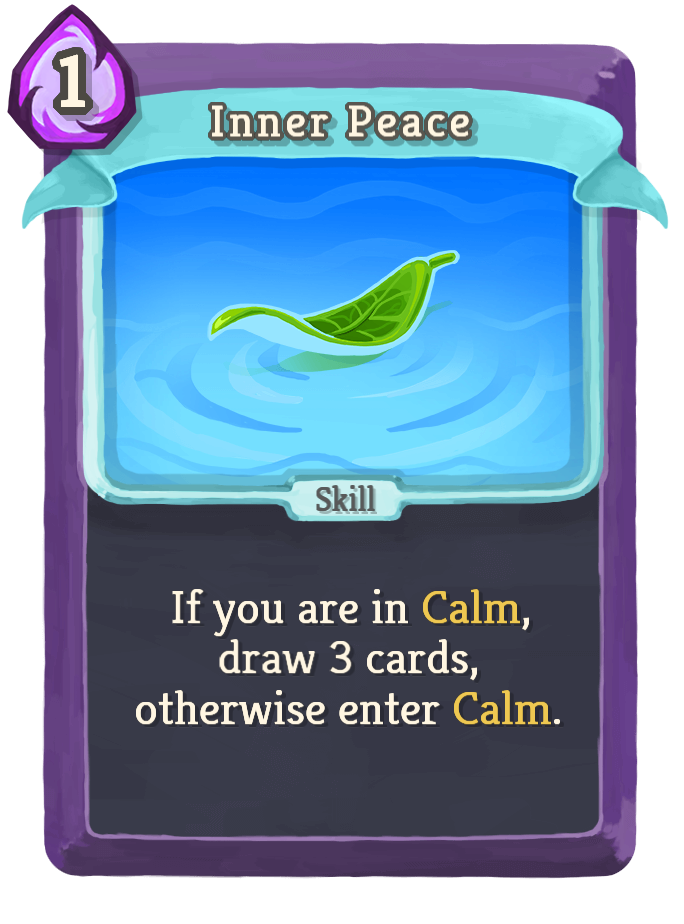 1
Inner Peace
Skill
If you are in Calm,
draw 3 cards,
otherwise enter Calm.